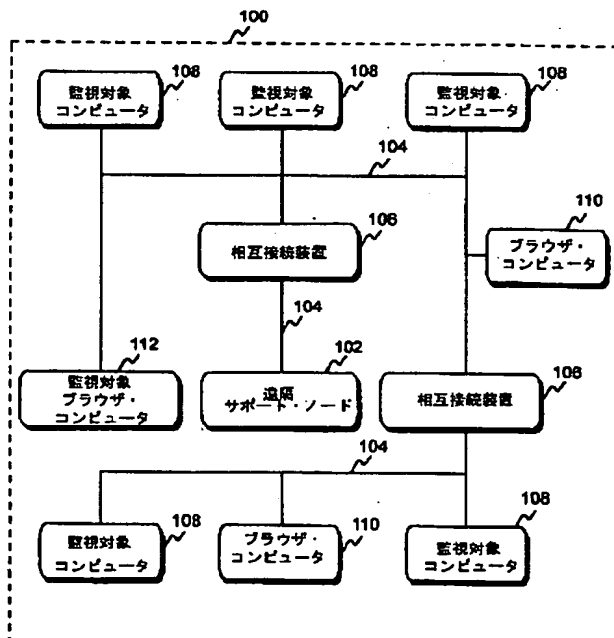 100
108
監視対象
コンピュータ
108
監視対象
コンピュータ
108
監視対象
コンピュータ
104
106
相互接続装置
110
ブラウザ・
コンピュータ
104
112
監視対象
ブラウザ・
コンピュータ
102
遠隔
サポート・ノード
106
相互接続装置
104
108
監視対象
コンピュータ
110
ブラウザ・
コンピュータ
108
監視対象
コンピュータ